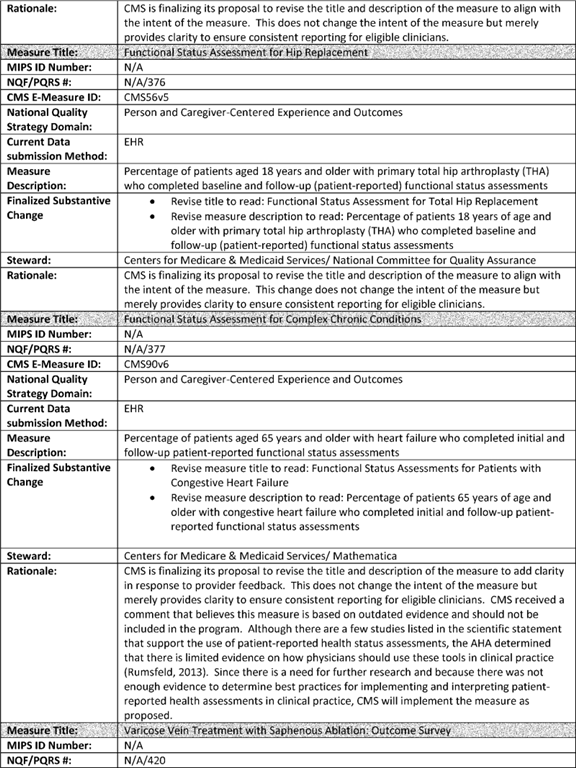 Rationale: CMS is finalizing its proposal to revise the title and description of the measure to align with
the intent of the measure.  This does not change the intent of the measure but merely
provides clarity to ensure consistent reporting for eligible clinicians.
Measure Title: Functional Status Assessment for Hip Replacement
MIPS ID Number: N/A
NQF/PQRS #: N/A/376
CMS E-Measure ID: CMS56v5
National Quality Person and Caregiver-Centered Experience and Outcomes
Strategy Domain:
Current Data EHR
submission Method:
Measure Percentage of patients aged 18 years and older with primary total hip arthroplasty (THA)
Description: who completed baseline and follow-up (patient-reported) functional status assessments
Finalized Substantive • Revise title to read: Functional Status Assessment for Total Hip Replacement
Change • Revise measure description to read: Percentage of patients 18 years of age and
older with primary total hip arthroplasty (THA) who completed baseline and
follow-up (patient-reported) functional status assessments
Steward: Centers for Medicare & Medicaid Services/ National Committee for Quality Assurance
Rationale: CMS is finalizing its proposal to revise the title and description of the measure to align with
the intent of the measure.  This change does not change the intent of the measure but
merely provides clarity to ensure consistent reporting for eligible clinicians.
Measure Title: Functional Status Assessment for Complex Chronic Conditions
MIPS ID Number: N/A
NQF/PQRS #: N/A/377
CMS E-Measure ID: CMS90v6
National Quality Person and Caregiver-Centered Experience and Outcomes
Strategy Domain:
Current Data EHR
submission Method:
Measure Percentage of patients aged 65 years and older with heart failure who completed initial and
Description: follow-up patient-reported functional status assessments
Finalized Substantive • Revise measure title to read: Functional Status Assessments for Patients with
Change Congestive Heart Failure
• Revise measure description to read: Percentage of patients 65 years of age and
older with congestive heart failure who completed initial and follow-up patient-
reported functional status assessments
Steward: Centers for Medicare & Medicaid Services/ Mathematica
Rationale: CMS is finalizing its proposal to revise the title and description of the measure to add clarity
in response to provider feedback.  This does not change the intent of the measure but
merely provides clarity to ensure consistent reporting for eligible clinicians.  CMS received a
comment that believes this measure is based on outdated evidence and should not be
included in the program.  Although there are a few studies listed in the scientific statement
that support the use of patient-reported health status assessments, the AHA determined
that there is limited evidence on how physicians should use these tools in clinical practice
(Rumsfeld, 2013).  Since there is a need for further research and because there was not
enough evidence to determine best practices for implementing and interpreting patient-
reported health assessments in clinical practice, CMS will implement the measure as
proposed.
Measure Title: Varicose Vein Treatment with Saphenous Ablation: Outcome Survey
MIPS ID Number: N/A
NQF/PQRS #: N/A/420